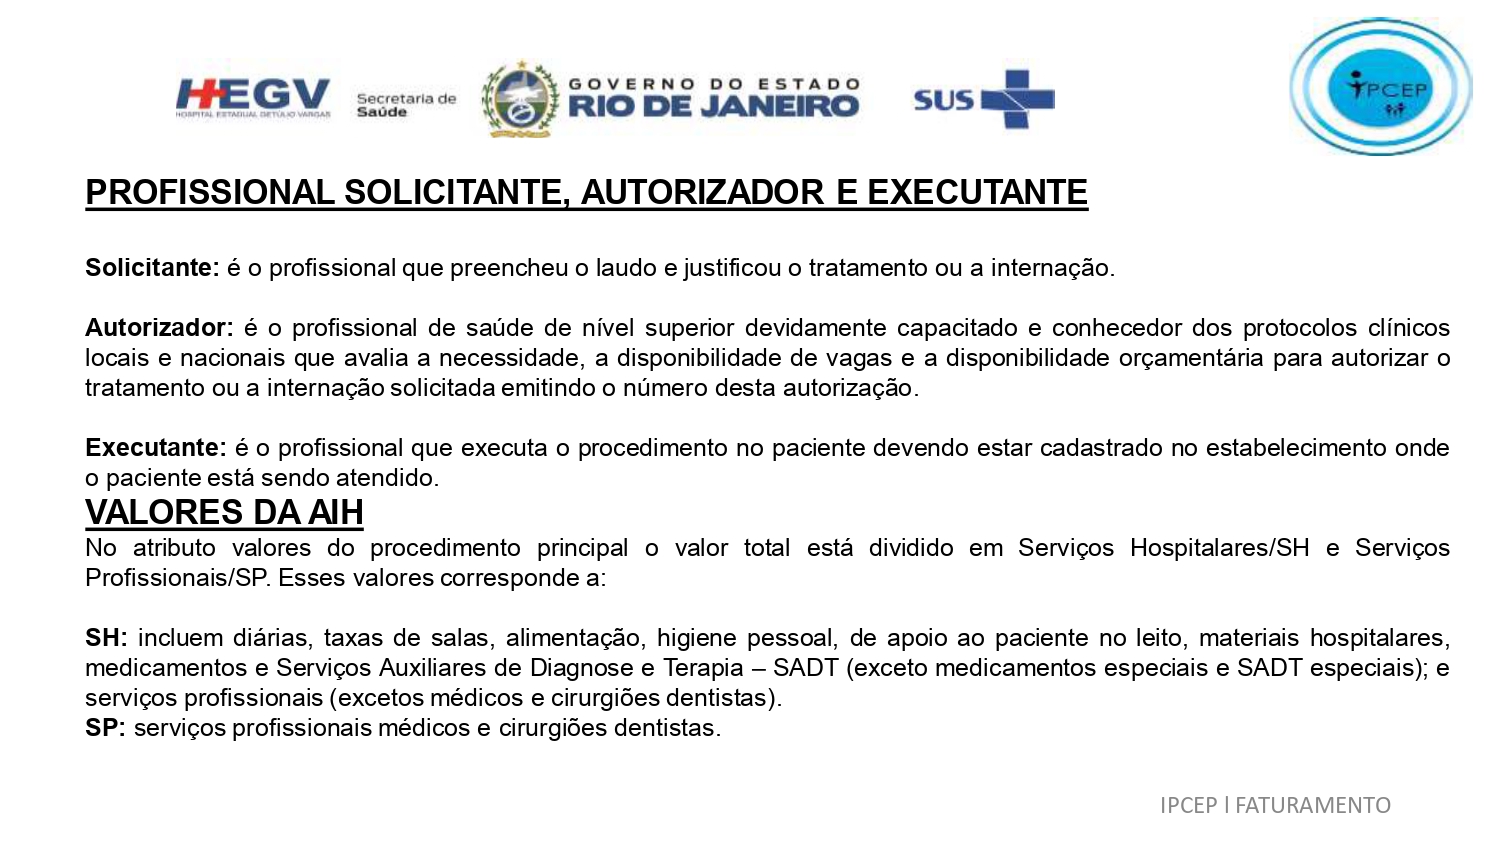 HEGV
HOSPITAL ESTADUAL GETÚLIO VARGAS
Secretaria de
Saúde
GOVERNO DO ESTADO
RIO DE JANEIRO
SUS
IPCEP
PROFISSIONAL SOLICITANTE, AUTORIZADOR E EXECUTANTE
Solicitante: é o profissional que preencheu o laudo e justificou o tratamento ou a internação.
Autorizador: é o profissional de saúde de nível superior devidamente capacitado e conhecedor dos protocolos clínicos
locais e nacionais que avalia a necessidade, a disponibilidade de vagas e a disponibilidade orçamentária para autorizar o
tratamento ou a internação solicitada emitindo o número desta autorização.
Executante: é o profissional que executa o procedimento no paciente devendo estar cadastrado no estabelecimento onde
o paciente está sendo atendido.
VALORES DA AIH
No atributo valores do procedimento principal o valor total está dividido em Serviços Hospitalares/SH e Serviços
Profissionais/SP. Esses valores corresponde a:
SH: incluem diárias, taxas de salas, alimentação, higiene pessoal, de apoio ao paciente no leito, materiais hospitalares,
medicamentos e Serviços Auxiliares de Diagnose e Terapia – SADT (exceto medicamentos especiais e SADT especiais); e
serviços profissionais (excetos médicos e cirurgiões dentistas).
SP: serviços profissionais médicos e cirurgiões dentistas.
IPCEP l FATURAMENTO